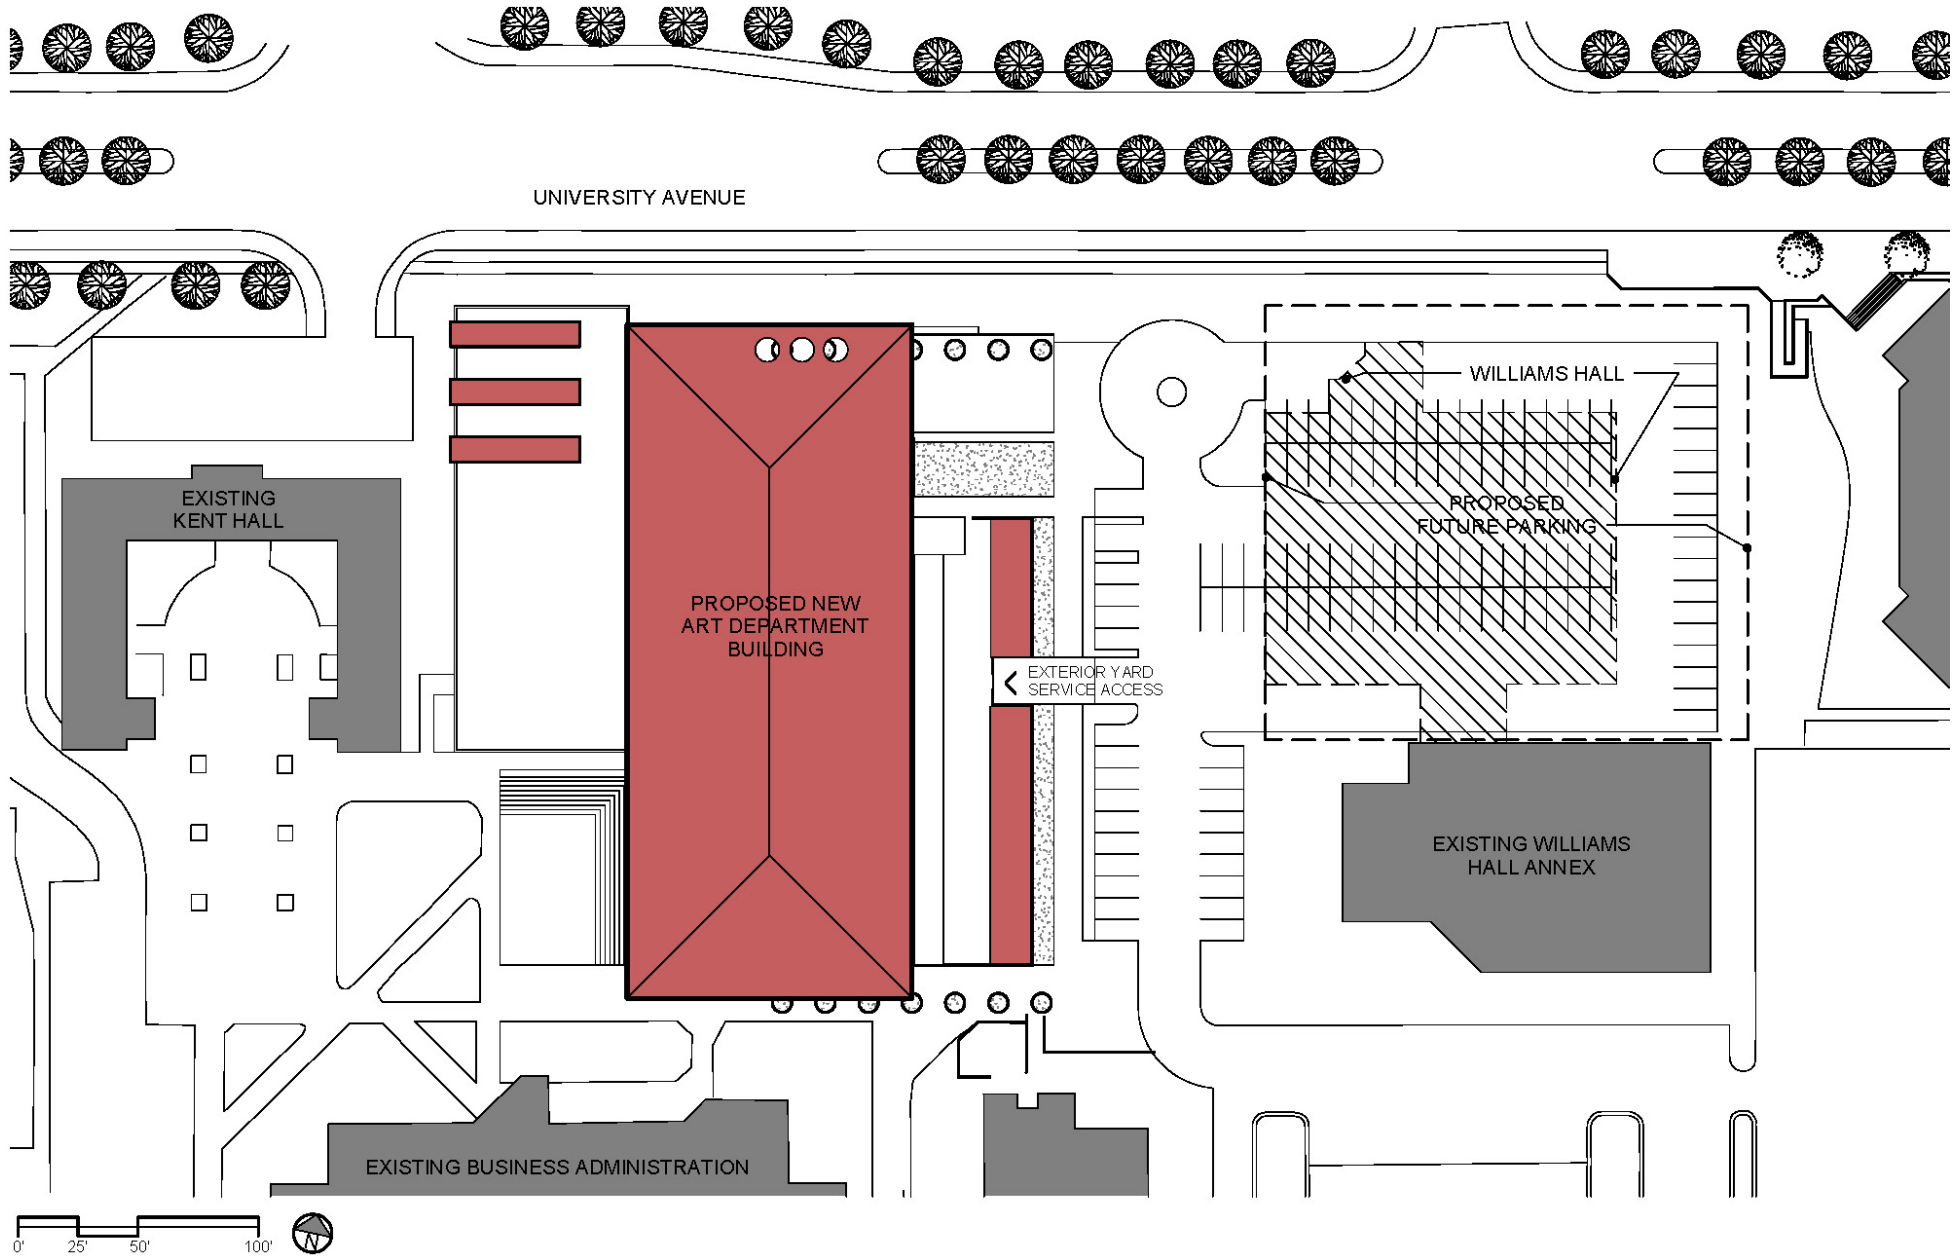 UNIVERSITY AVENUE
WILLIAMS HALL
EXISTING
KENT HALL
PROPOSED
FUTURE PARKING
PROPOSED NEW
ART DEPARTMENT
BUILDING
EXTERIOR YARD
SERVICE ACCESS
EXISTING WILLIAMS
HALL ANNEX
EXISTING BUSINESS ADMINISTRATION
0' 25' 50' 100'
N